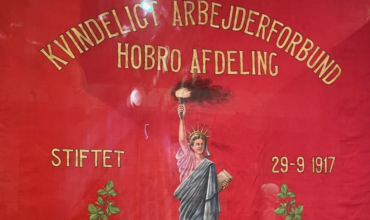 KVINDELIGT ARBEJDERFORBUND
HOBRO AFDELING
STIFTET 29-9 1917